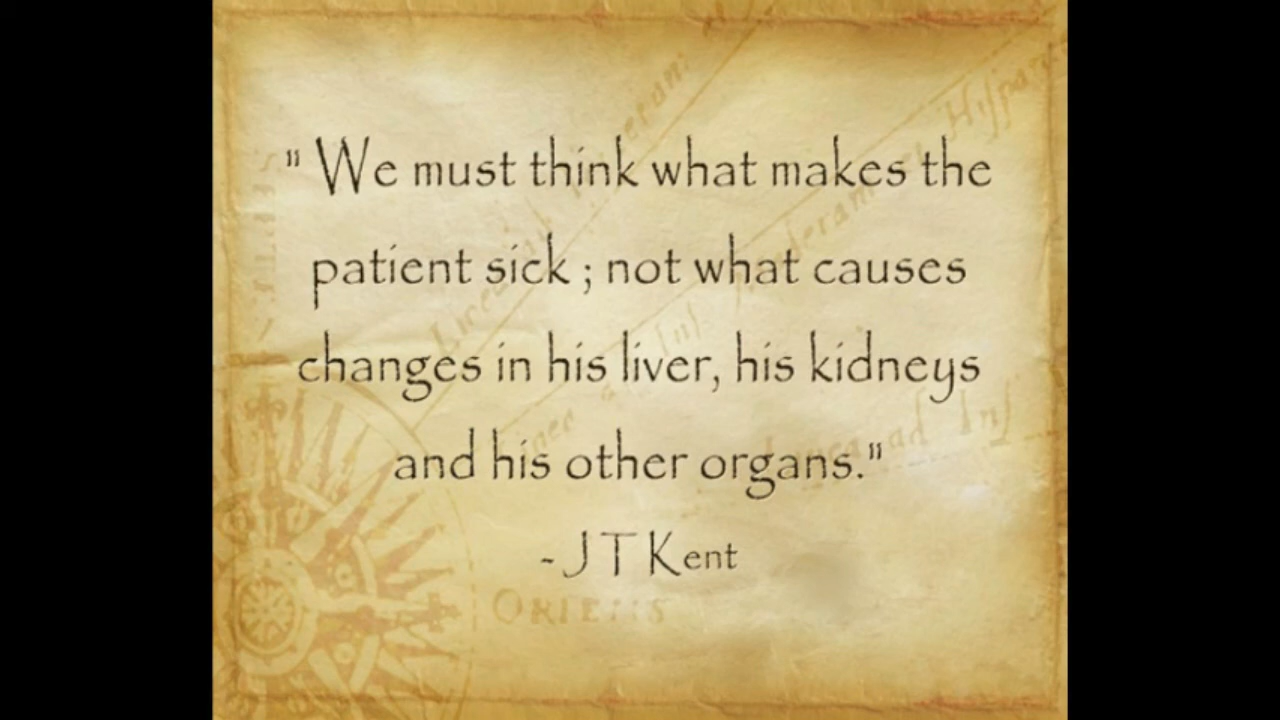 " We must think what makes the
patient sick ; not what causes
changes in his liver, his kidneys
and his other organs."
- J T Kent
ORIENS